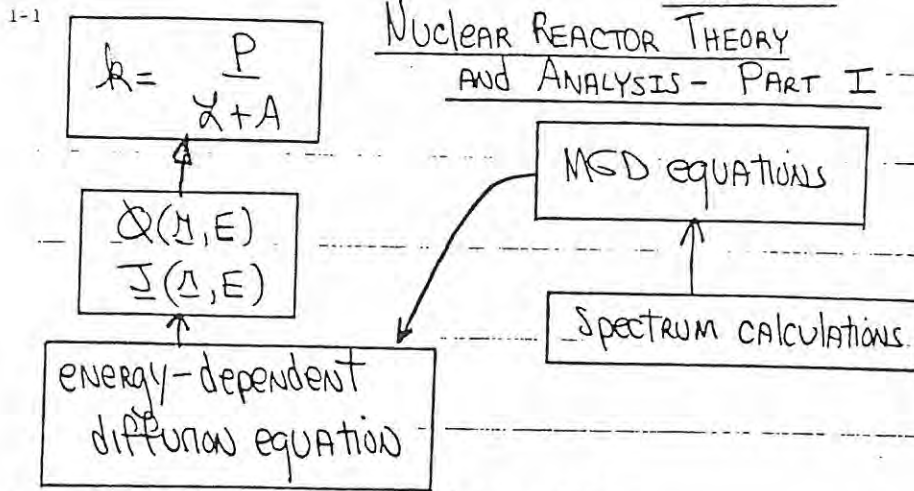 1-1
NUCLEAR REACTOR THEORY
AND ANALYSIS - PART I
k = P
L + A
Φ(r, E)
J(r, E)
ENERGY-dependent
diffusion equation
MGD equations
Spectrum calculations